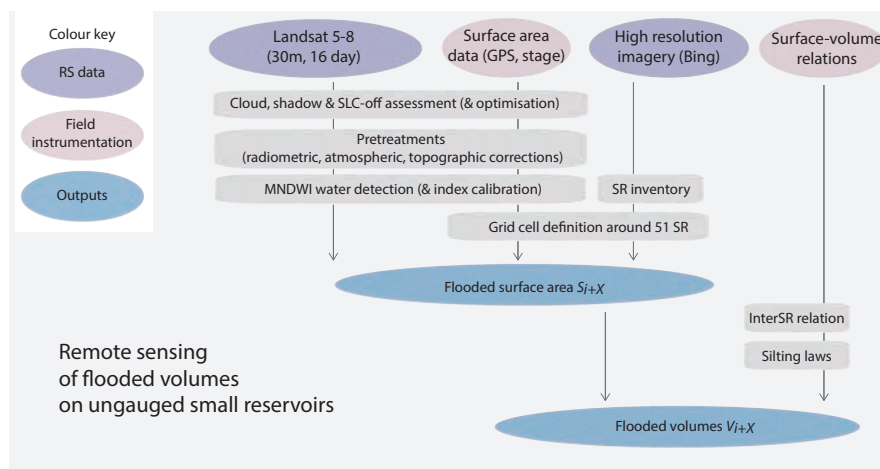 Colour key
RS data
Field
instrumentation
Outputs
Landsat 5-8
(30m, 16 day)
Surface area
data (GPS, stage)
High resolution
imagery (Bing)
Surface-volume
relations
Cloud, shadow & SLC-off assessment (& optimisation)
Pretreatments
(radiometric, atmospheric, topographic corrections)
MNDWI water detection (& index calibration)
SR inventory
Grid cell definition around 51 SR
Flooded surface area Si+X
InterSR relation
Silting laws
Remote sensing
of flooded volumes
on ungauged small reservoirs
Flooded volumes Vi+X